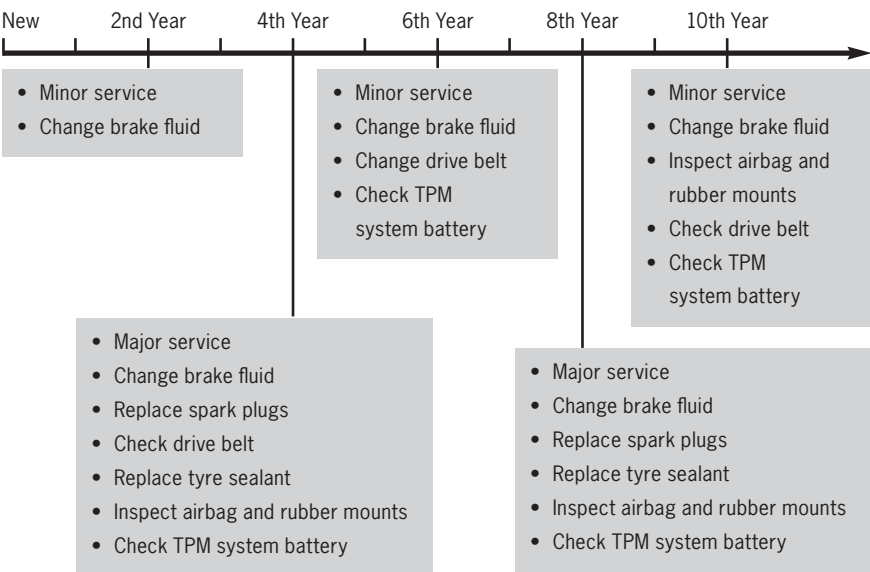 New 2nd Year 4th Year 6th Year 8th Year 10th Year
• Minor service
• Change brake fluid
• Minor service
• Change brake fluid
• Change drive belt
• Check TPM
system battery
• Minor service
• Change brake fluid
• Inspect airbag and
rubber mounts
• Check drive belt
• Check TPM
system battery
• Major service
• Change brake fluid
• Replace spark plugs
• Check drive belt
• Replace tyre sealant
• Inspect airbag and rubber mounts
• Check TPM system battery
• Major service
• Change brake fluid
• Replace spark plugs
• Replace tyre sealant
• Inspect airbag and rubber mounts
• Check TPM system battery